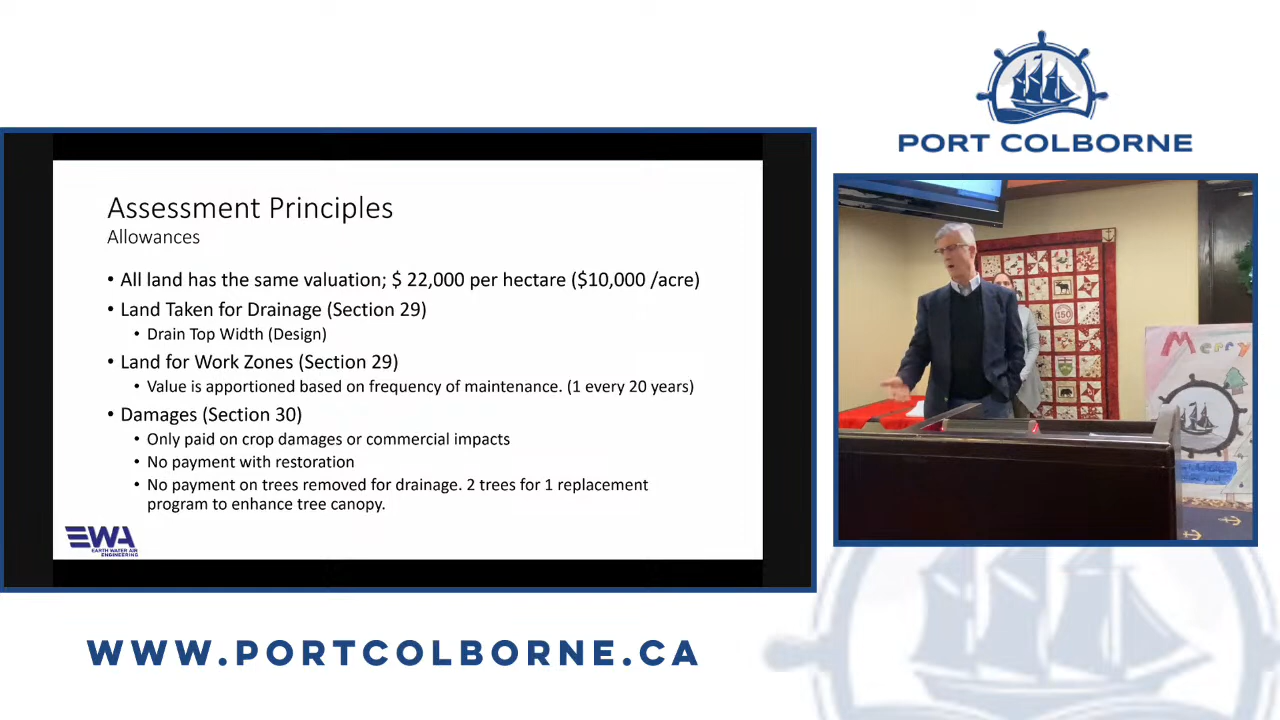 PORT COLBORNE
Assessment Principles
Allowances
• All land has the same valuation; $ 22,000 per hectare ($10,000 /acre)
• Land Taken for Drainage (Section 29)
• Drain Top Width (Design)
• Land for Work Zones (Section 29)
• Value is apportioned based on frequency of maintenance. (1 every 20 years)
• Damages (Section 30)
• Only paid on crop damages or commercial impacts
• No payment with restoration
• No payment on trees removed for drainage. 2 trees for 1 replacement
program to enhance tree canopy.
EWA
EARTH WATER AIR
ENGINEERING
150
Merry
WWW.PORTCOLBORNE.CA